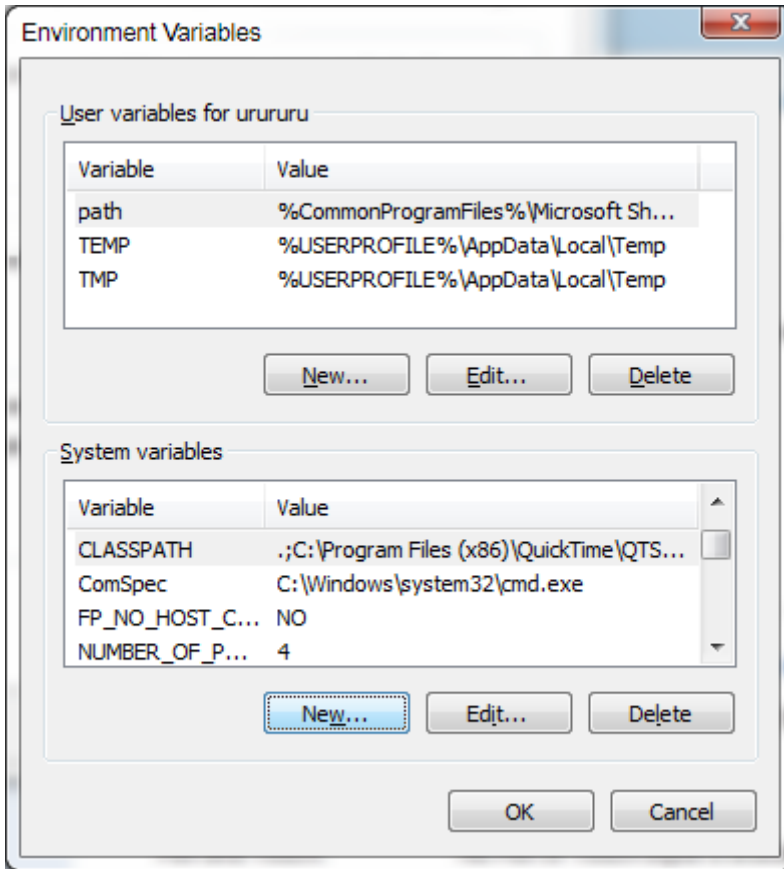 Environment Variables
User variables for urururu
Variable Value
path %CommonProgramFiles%\Microsoft Sh...
TEMP %USERPROFILE%\AppData\Local\Temp
TMP %USERPROFILE%\AppData\Local\Temp
New... Edit... Delete
System variables
Variable Value
CLASSPATH .;C:\Program Files (x86)\QuickTime\QTS...
ComSpec C:\Windows\system32\cmd.exe
FP_NO_HOST_C... NO
NUMBER_OF_P... 4
New... Edit... Delete
OK Cancel